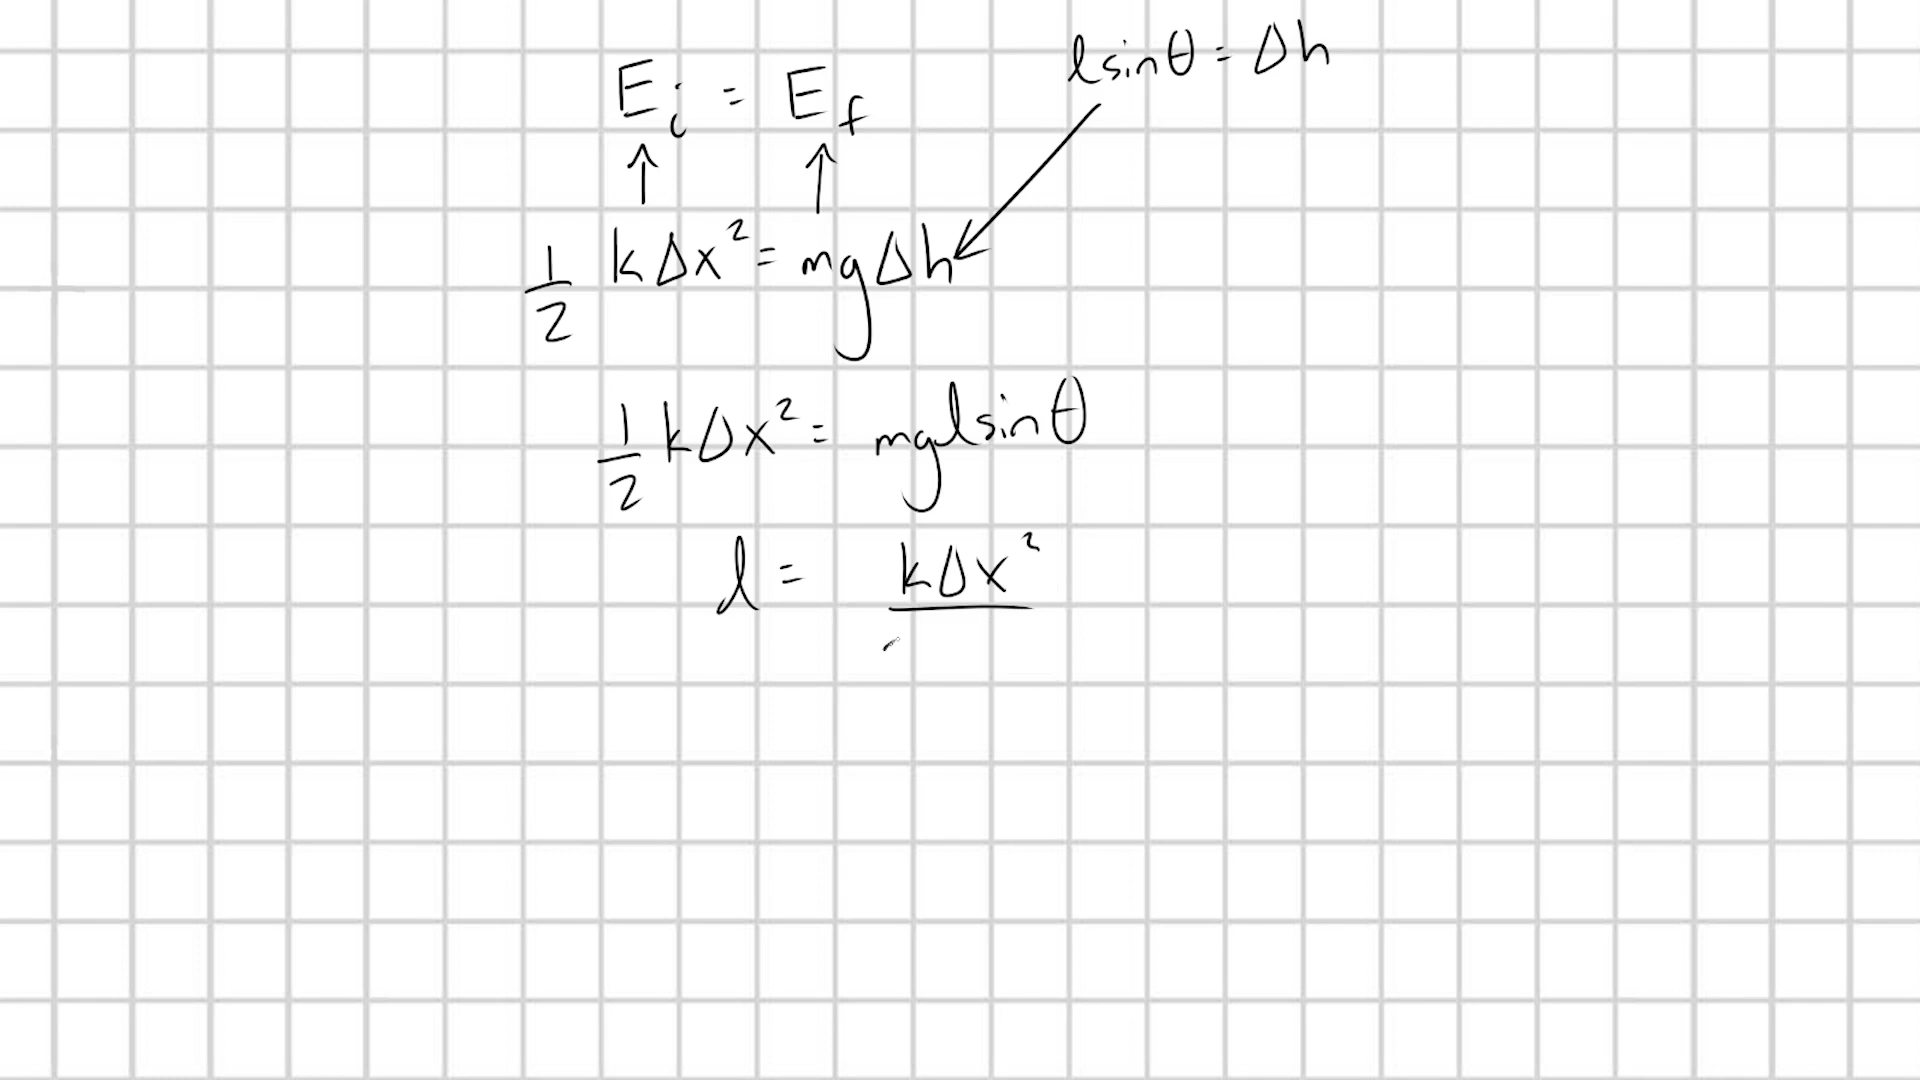 l sin θ = Δh
E_i = E_f
↑ ↑
1/2 kΔx² = mgΔh
1/2 kΔx² = mgl sin θ
l = kΔx²